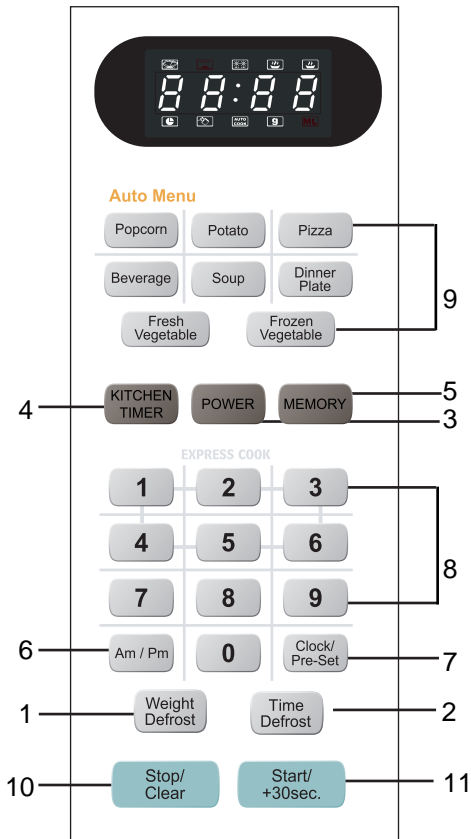 88:88
AUTO
COOK
g
ML
Auto Menu
Popcorn
Potato
Pizza
Beverage
Soup
Dinner
Plate
Fresh
Vegetable
Frozen
Vegetable
9
KITCHEN
TIMER
POWER
MEMORY
4
5
3
EXPRESS COOK
1
2
3
4
5
6
7
8
9
8
6
Am / Pm
0
Clock/
Pre-Set
7
1
Weight
Defrost
Time
Defrost
2
10
Stop/
Clear
Start/
+30sec.
11